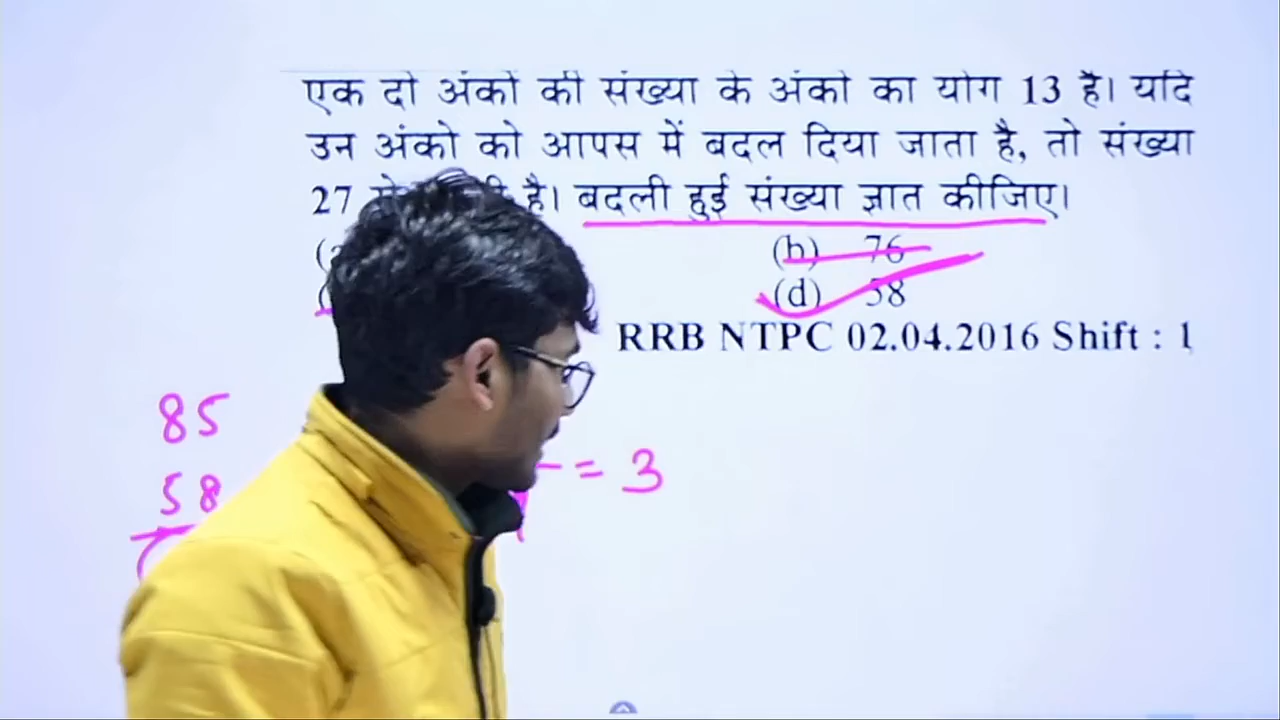 एक दो अंकों की संख्या के अंकों का योग 13 है। यदि
उन अंकों को आपस में बदल दिया जाता है, तो संख्या
27 है। बदली हुई संख्या ज्ञात कीजिए।
(b) 76
(d) 58
RRB NTPC 02.04.2016 Shift : 1
85
58
= 3